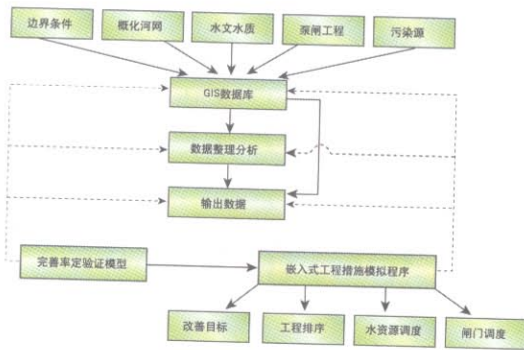 边界条件
概化河网
水文水质
泵闸工程
污染源
GIS数据库
数据整理分析
输出数据
完善率定验证模型
嵌入式工程措施模拟程序
改善目标
工程排序
水资源调度
闸门调度